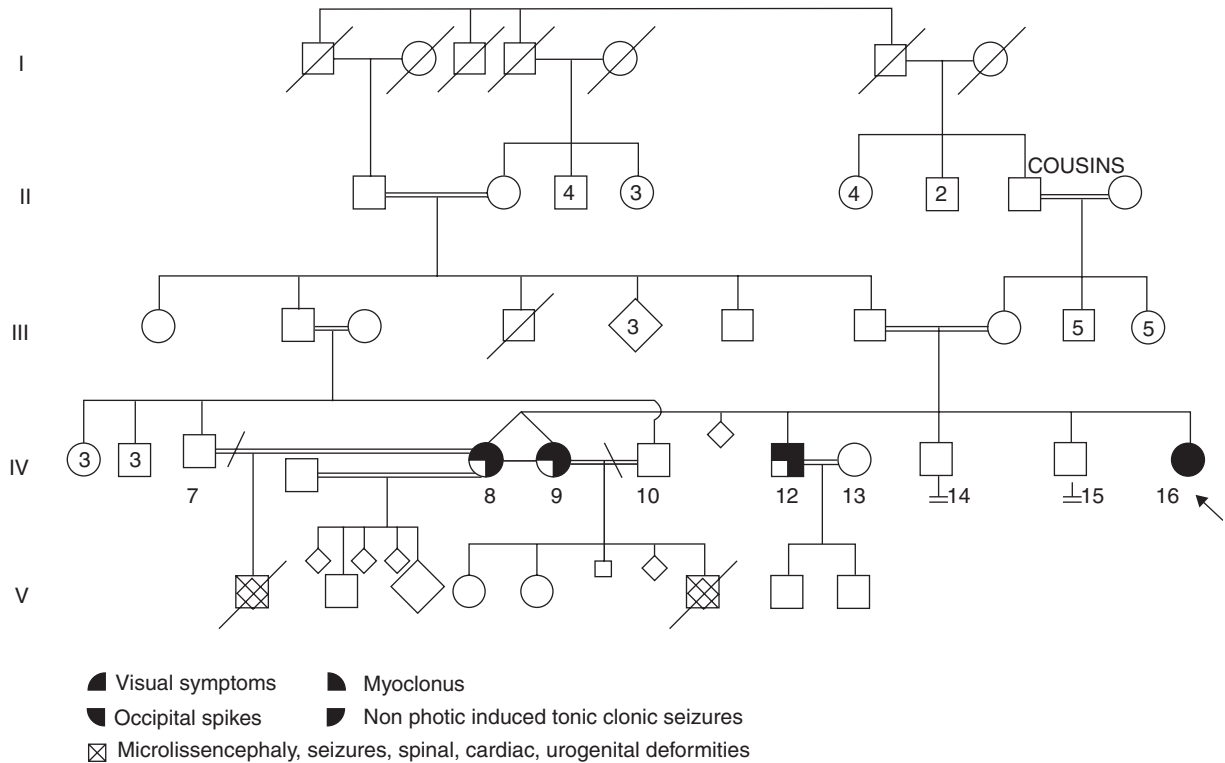 I
COUSINS
II
4 3 4 2
III
3 5 5
IV
3 3
7 8 9 10 12 13 14 15 16
V
Visual symptoms Myoclonus
Occipital spikes Non photic induced tonic clonic seizures
Microlissencephaly, seizures, spinal, cardiac, urogenital deformities